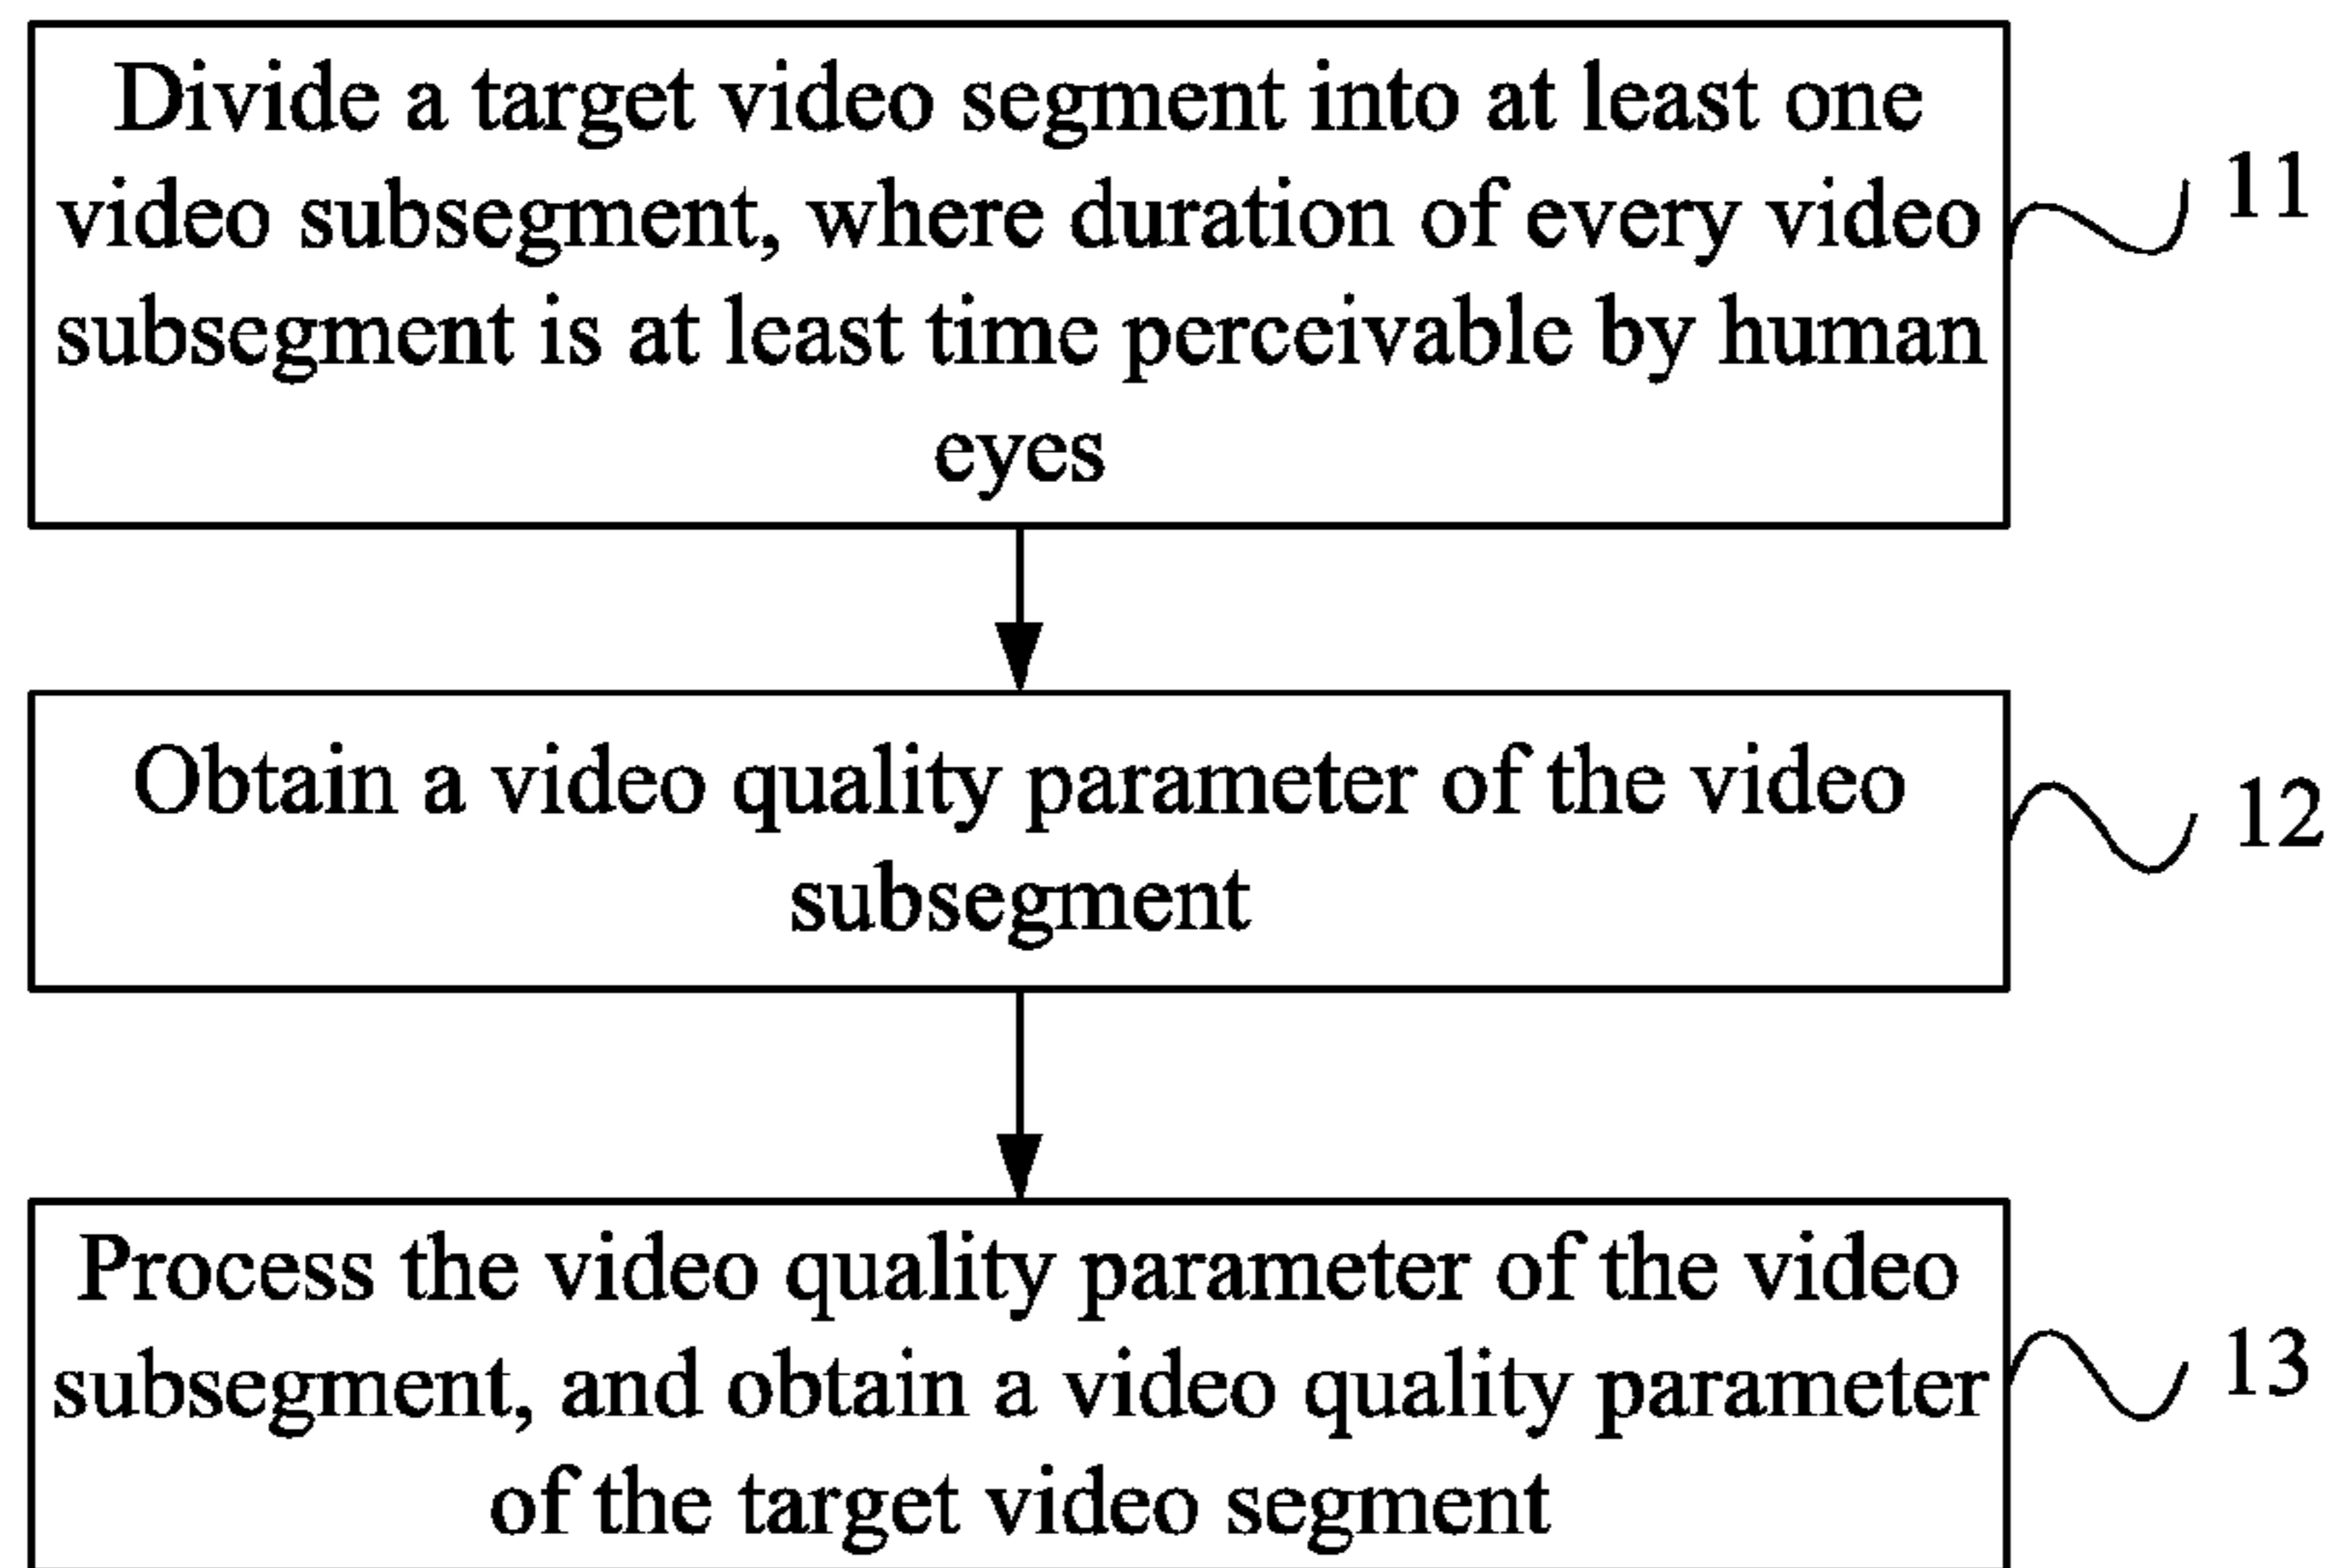 Divide a target video segment into at least one
video subsegment, where duration of every video
subsegment is at least time perceivable by human
eyes
11
Obtain a video quality parameter of the video
subsegment
12
Process the video quality parameter of the video
subsegment, and obtain a video quality parameter
of the target video segment
13